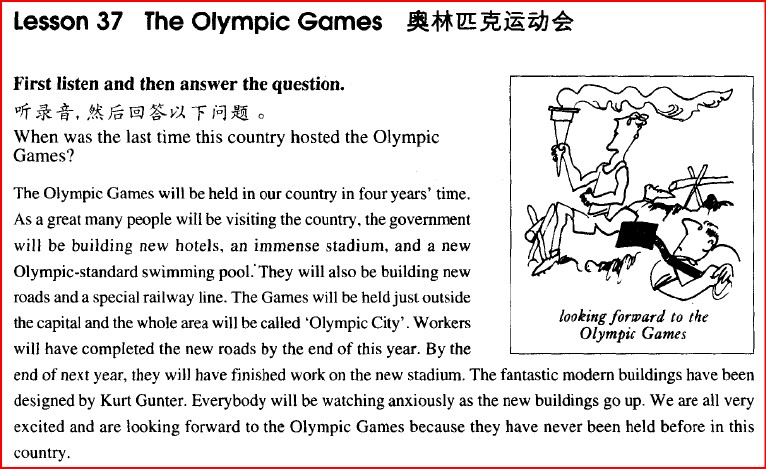 Lesson 37 The Olympic Games 奥林匹克运动会
First listen and then answer the question.
听录音，然后回答以下问题。
When was the last time this country hosted the Olympic
Games?
The Olympic Games will be held in our country in four years’ time.
As a great many people will be visiting the country, the government
will be building new hotels, an immense stadium, and a new
Olympic-standard swimming pool. They will also be building new
roads and a special railway line. The Games will be held just outside
the capital and the whole area will be called ‘Olympic City’. Workers
will have completed the new roads by the end of this year. By the
end of next year, they will have finished work on the new stadium. The fantastic modern buildings have been
designed by Kurt Gunter. Everybody will be watching anxiously as the new buildings go up. We are all very
excited and are looking forward to the Olympic Games because they have never been held before in this
country.
looking forward to the
Olympic Games